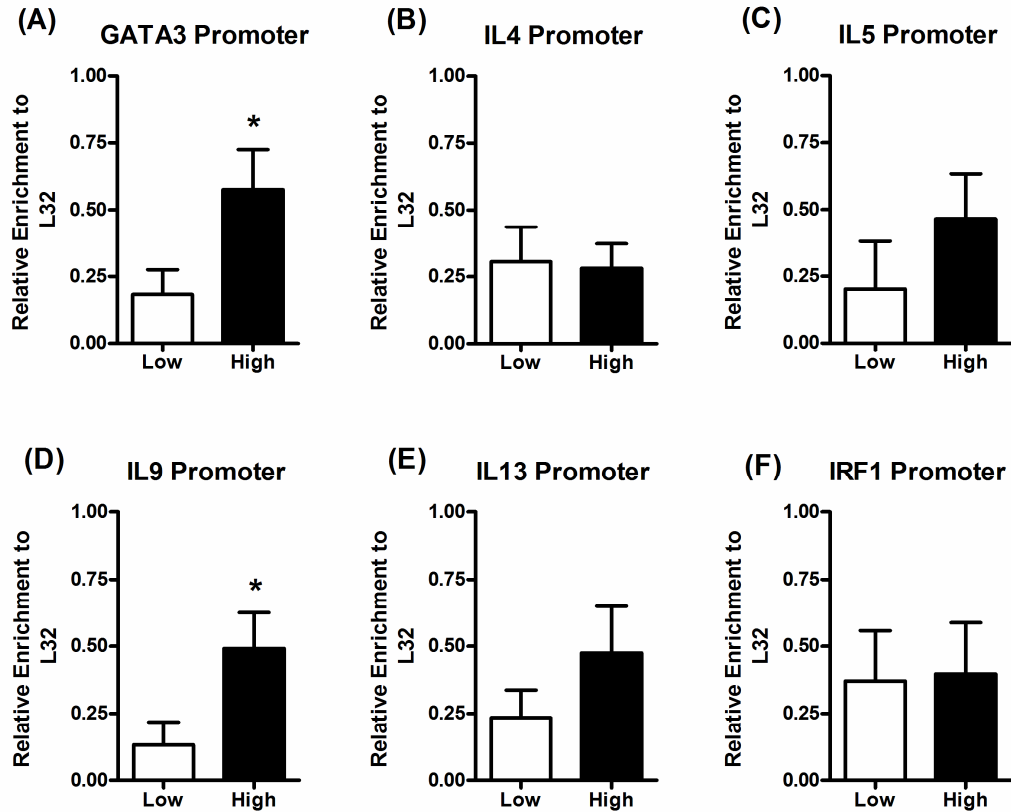 (A)
GATA3 Promoter
Relative Enrichment to
L32
1.00
0.75
0.50
0.25
0.00
*
Low
High
(B)
IL4 Promoter
Relative Enrichment to
L32
1.00
0.75
0.50
0.25
0.00
Low
High
(C)
IL5 Promoter
Relative Enrichment to
L32
1.00
0.75
0.50
0.25
0.00
Low
High
(D)
IL9 Promoter
Relative Enrichment to
L32
1.00
0.75
0.50
0.25
0.00
*
Low
High
(E)
IL13 Promoter
Relative Enrichment to
L32
1.00
0.75
0.50
0.25
0.00
Low
High
(F)
IRF1 Promoter
Relative Enrichment to
L32
1.00
0.75
0.50
0.25
0.00
Low
High